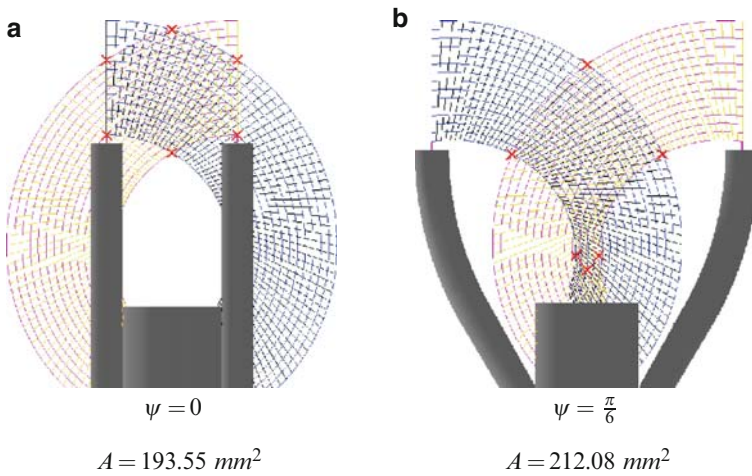 a
b
ψ = 0
ψ = π/6
A = 193.55 mm²
A = 212.08 mm²